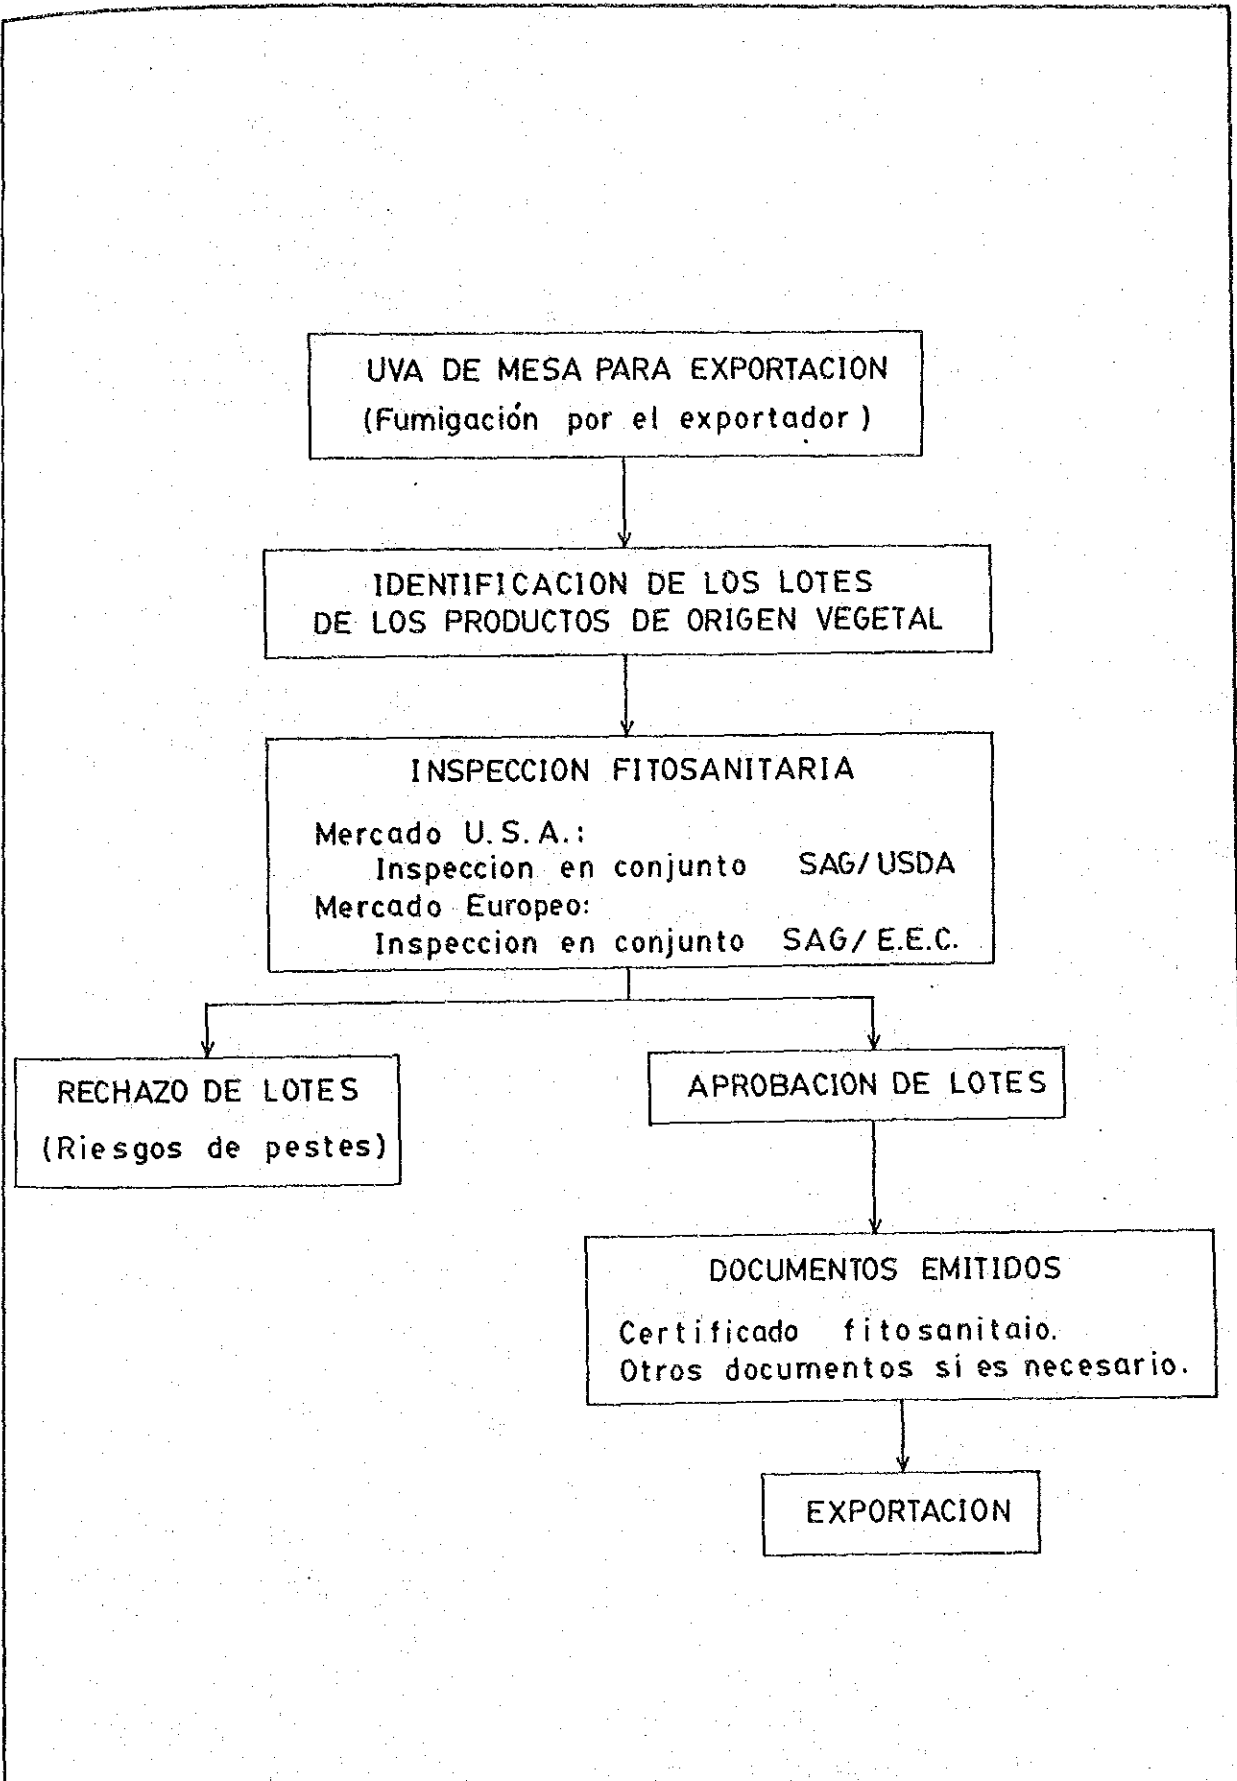 UVA DE MESA PARA EXPORTACION
(Fumigación por el exportador)
IDENTIFICACION DE LOS LOTES
DE LOS PRODUCTOS DE ORIGEN VEGETAL
INSPECCION FITOSANITARIA
Mercado U.S.A.:
Inspeccion en conjunto SAG/USDA
Mercado Europeo:
Inspeccion en conjunto SAG/E.E.C.
RECHAZO DE LOTES
(Riesgos de pestes)
APROBACION DE LOTES
DOCUMENTOS EMITIDOS
Certificado fitosanitaio.
Otros documentos sí es necesario.
EXPORTACION